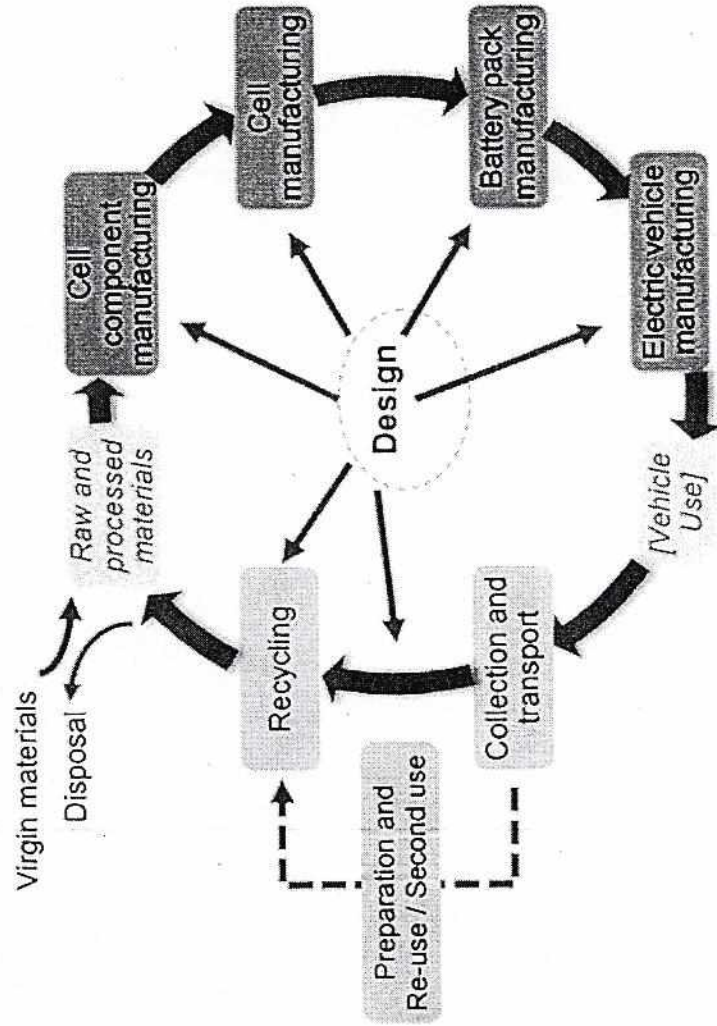 Virgin materials
Disposal
Raw and
processed
materials
Cell
component
manufacturing
Cell
manufacturing
Battery pack
manufacturing
Electric vehicle
manufacturing
[Vehicle
Use]
Collection and
transport
Preparation and
Re-use / Second use
Recycling
Design